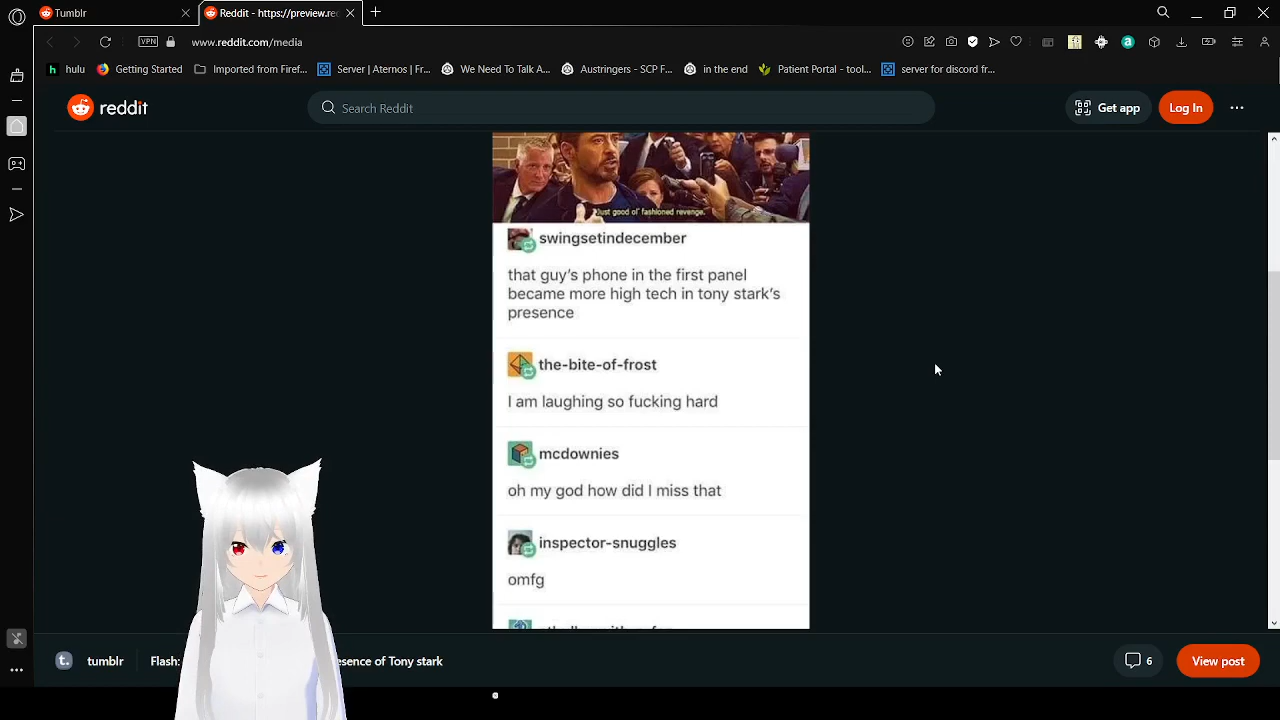 Tumblr
Reddit - https://preview.red
www.reddit.com/media
VPN
hulu
Getting Started
Imported from Firef...
Server | Aternos | Fr...
We Need To Talk A...
Austringers - SCP F...
in the end
Patient Portal - tool...
server for discord fr...
reddit
Search Reddit
Get app
Log In
Just good ol' fashioned revenge.
swingsetindecember
that guy's phone in the first panel
became more high tech in tony stark's
presence
the-bite-of-frost
I am laughing so fucking hard
mcdownies
oh my god how did I miss that
inspector-snuggles
omfg
t. tumblr
Flash:
esence of Tony stark
6
View post